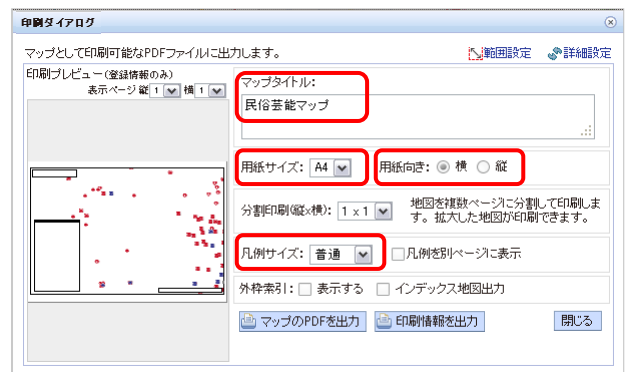 印刷ダイアログ
マップとして印刷可能なPDFファイルに出力します。
範囲設定
詳細設定
印刷プレビュー(登録情報のみ)
表示ページ 縦 1 横 1
マップタイトル:
民俗芸能マップ
用紙サイズ: A4
用紙向き: 横 縦
分割印刷(縦×横): 1 x 1
地図を複数ページに分割して印刷しま
す。拡大した地図が印刷できます。
凡例サイズ: 普通
凡例を別ページに表示
外枠索引: 表示する インデックス地図出力
マップのPDFを出力
印刷情報を出力
閉じる